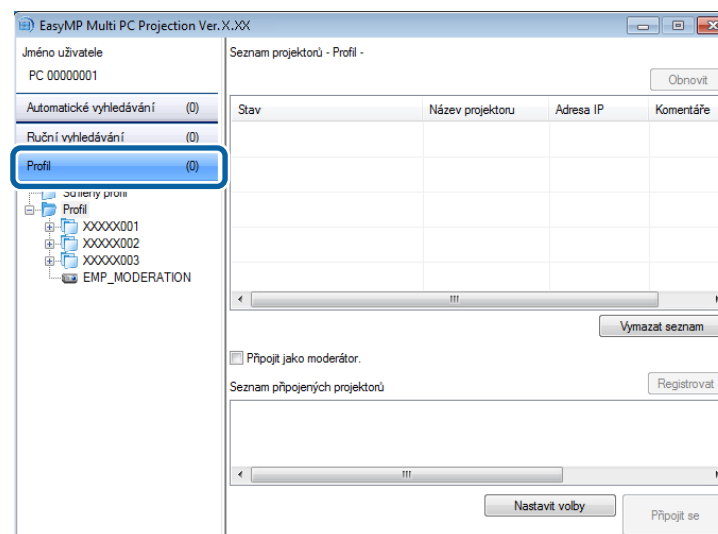 EasyMP Multi PC Projection Ver.X.XX
Jméno uživatele
PC 00000001
Automatické vyhledávání (0)
Ruční vyhledávání (0)
Profil (0)
Sdílený profil
Profil
XXXXX001
XXXXX002
XXXXX003
EMP_MODERATION
Seznam projektorů - Profil -
Obnovit
Stav Název projektoru Adresa IP Komentáře
Vymazat seznam
Připojit jako moderátor.
Seznam připojených projektorů
Registrovat
Nastavit volby
Připojit se